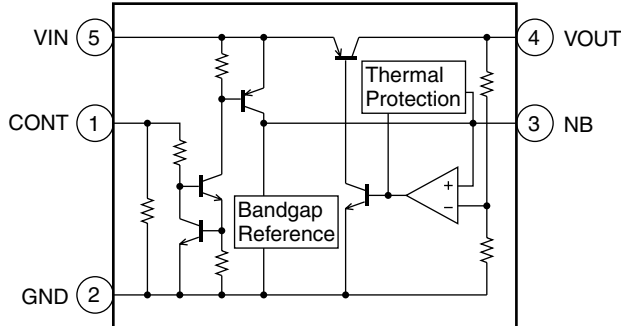 VIN 5
4 VOUT
Thermal
Protection
CONT 1
3 NB
+
−
Bandgap
Reference
GND 2